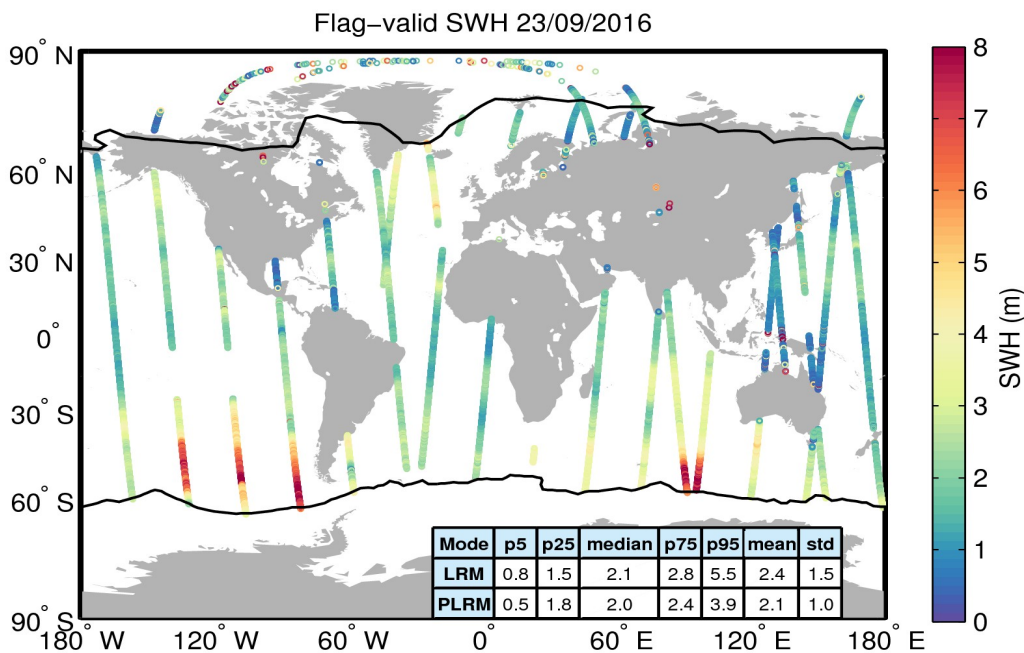 Flag−valid SWH 23/09/2016
90° N
60° N
30° N
0°
30° S
60° S
90° S
180° W
120° W
60° W
0°
60° E
120° E
180° E
8
7
6
5
4
3
2
1
0
SWH (m)
Mode p5 p25 median p75 p95 mean std
LRM 0.8 1.5 2.1 2.8 5.5 2.4 1.5
PLRM 0.5 1.8 2.0 2.4 3.9 2.1 1.0